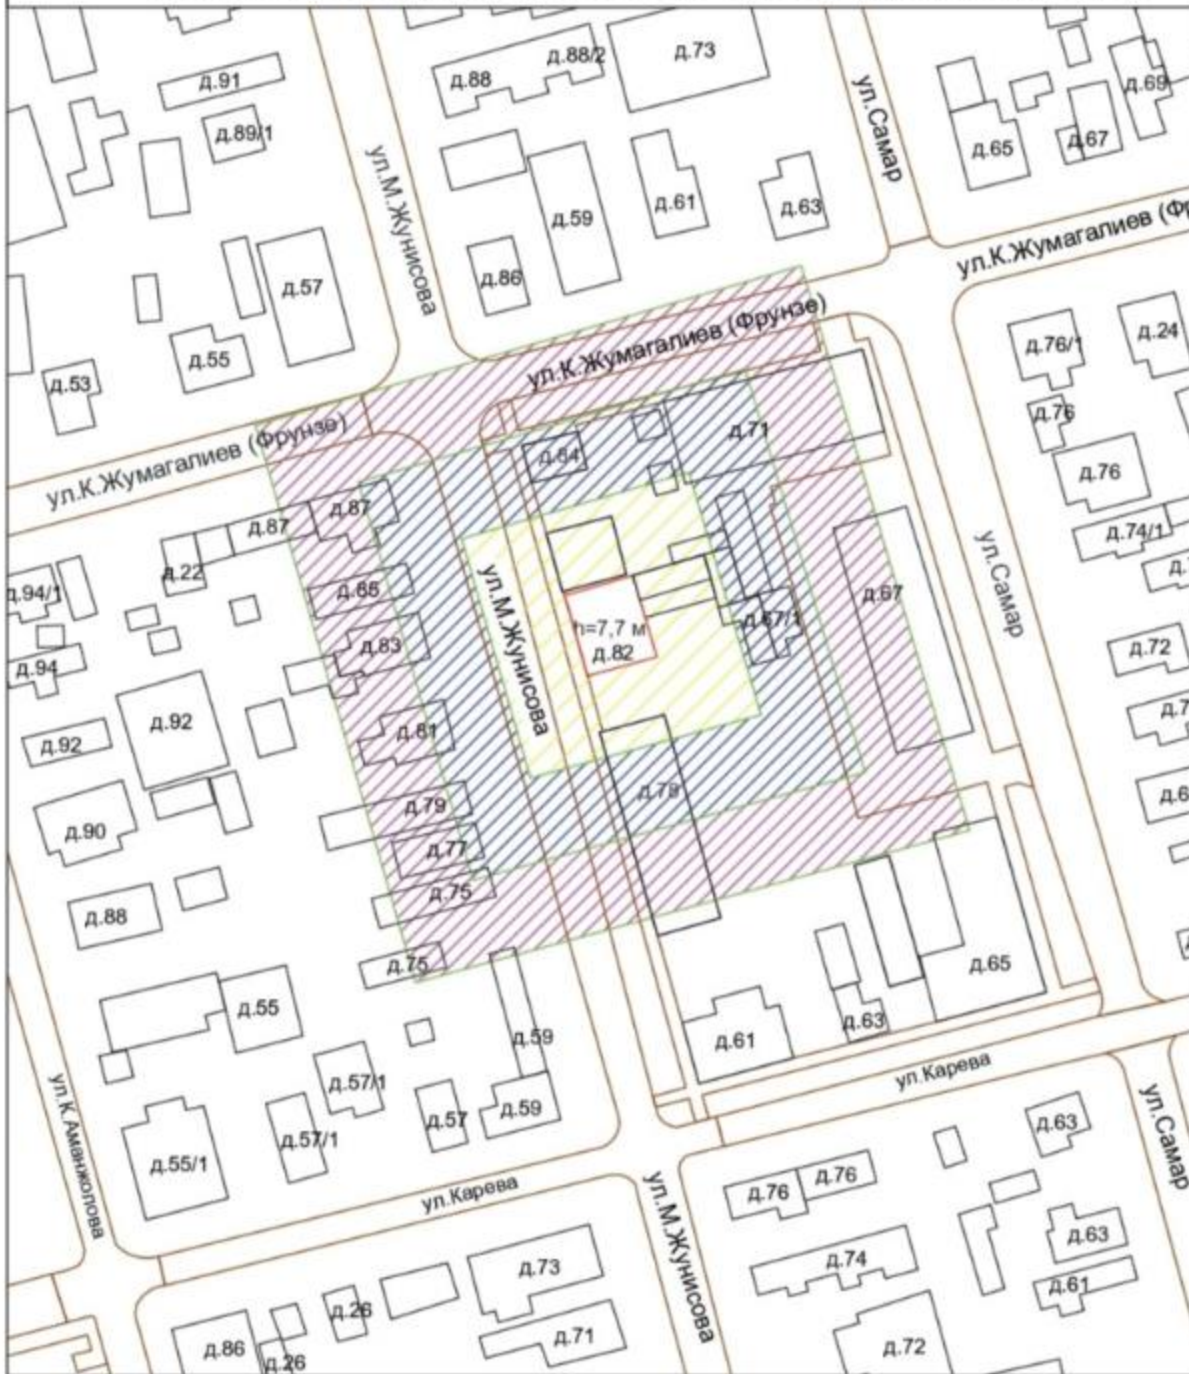 д.91
д.88
д.88/2
д.73
д.89/1
ул.М.Жунисова
ул.Самар
д.65
д.67
д.69
д.59
д.61
д.63
д.57
д.86
ул.К.Жумагалиев (Фр
д.55
д.53
ул.К.Жумагалиев (Фрунзе)
д.76/1
д.24
д.76
ул.К.Жумагалиев (Фрунзе)
д.71
д.84
д.76
д.87
д.87
д.74/1
д.22
д.94/1
д.85
ул.М.Жунисова
д.67
ул.Самар
д.67/1
h=7,7 м
д.82
д.83
д.94
д.72
д.92
д.92
д.81
д.7
д.78
д.79
д.6
д.90
д.77
д.75
д.88
д.75
д.65
д.55
д.59
д.63
д.61
ул.К.Аманжолова
д.57/1
ул.Карева
д.57
д.59
д.57/1
д.55/1
д.63
ул.Самар
ул.Карева
ул.М.Жунисова
д.76
д.76
д.73
д.74
д.63
д.61
д.26
д.71
д.86
д.26
д.72